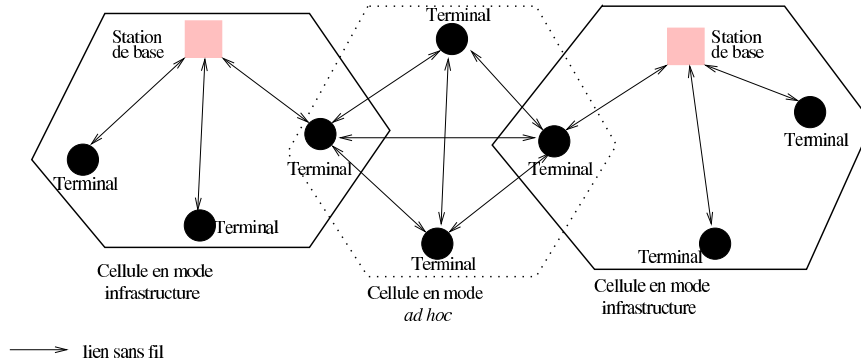 Terminal
Station
de base
Station
de base
Terminal
Terminal
Terminal
Terminal
Terminal
Terminal
Terminal
Cellule en mode
infrastructure
Cellule en mode
ad hoc
Cellule en mode
infrastructure
lien sans fil